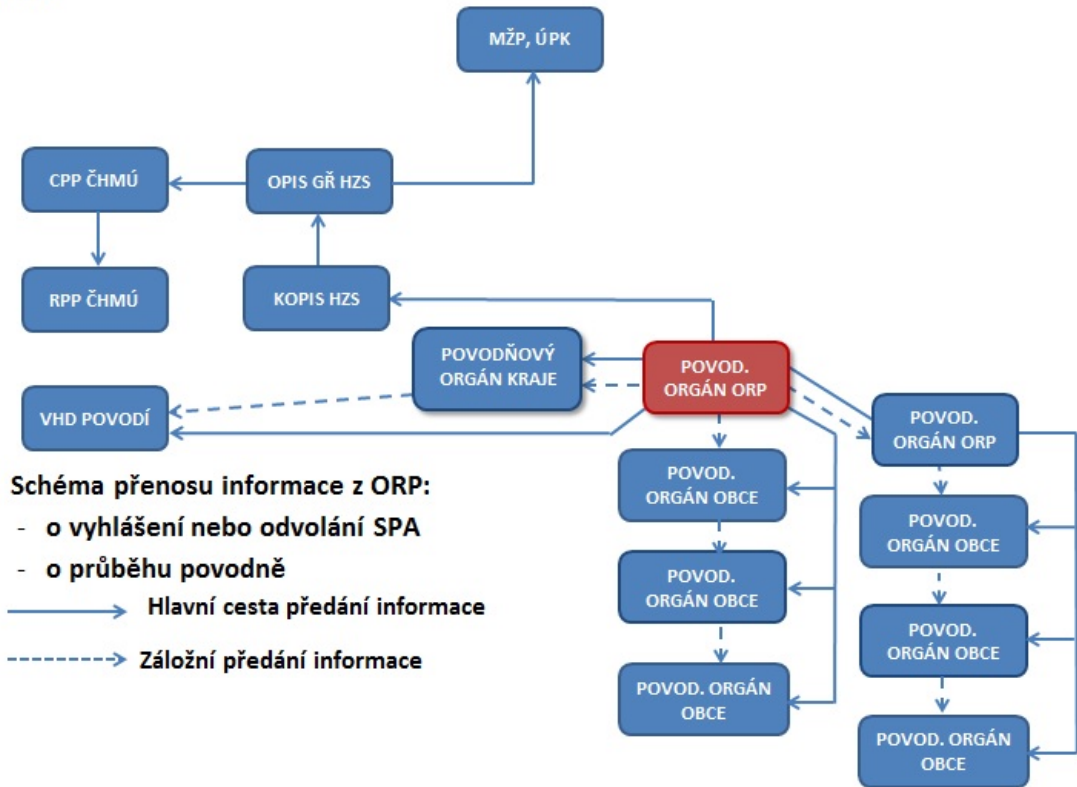 MŽP, ÚPK
CPP ČHMÚ
OPIS GŘ HZS
RPP ČHMÚ
KOPIS HZS
POVODŇOVÝ
ORGÁN KRAJE
POVOD.
ORGÁN ORP
VHD POVODÍ
POVOD.
ORGÁN ORP
POVOD.
ORGÁN OBCE
POVOD.
ORGÁN OBCE
POVOD. ORGÁN
OBCE
POVOD.
ORGÁN OBCE
POVOD.
ORGÁN OBCE
POVOD. ORGÁN
OBCE
Schéma přenosu informace z ORP:
- o vyhlášení nebo odvolání SPA
- o průběhu povodně
Hlavní cesta předání informace
Záložní předání informace